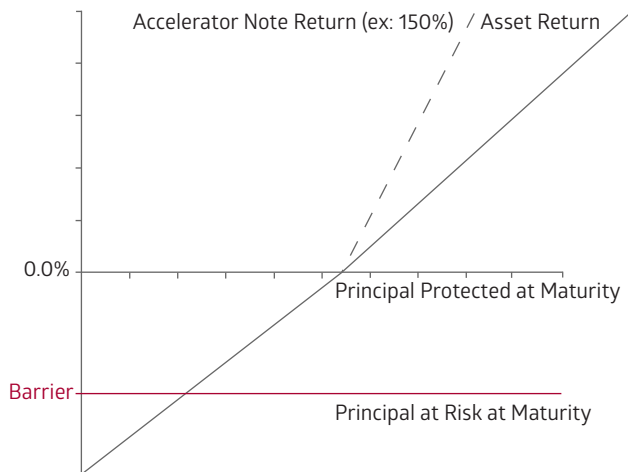 Accelerator Note Return (ex: 150%) Asset Return
0.0%
Principal Protected at Maturity
Barrier
Principal at Risk at Maturity